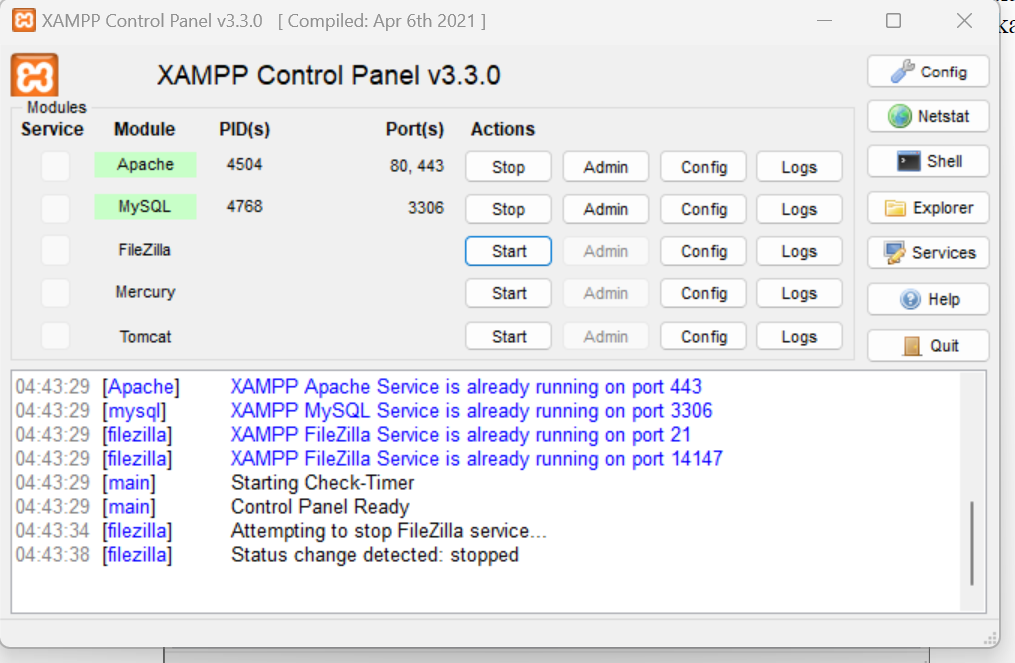 XAMPP Control Panel v3.3.0 [ Compiled: Apr 6th 2021 ]
XAMPP Control Panel v3.3.0
Config
Modules
Service Module PID(s) Port(s) Actions
Netstat
Apache 4504 80, 443 Stop Admin Config Logs
Shell
MySQL 4768 3306 Stop Admin Config Logs
Explorer
FileZilla Start Admin Config Logs
Services
Mercury Start Admin Config Logs
Help
Tomcat Start Admin Config Logs
Quit
04:43:29 [Apache] XAMPP Apache Service is already running on port 443
04:43:29 [mysql] XAMPP MySQL Service is already running on port 3306
04:43:29 [filezilla] XAMPP FileZilla Service is already running on port 21
04:43:29 [filezilla] XAMPP FileZilla Service is already running on port 14147
04:43:29 [main] Starting Check-Timer
04:43:29 [main] Control Panel Ready
04:43:34 [filezilla] Attempting to stop FileZilla service...
04:43:38 [filezilla] Status change detected: stopped